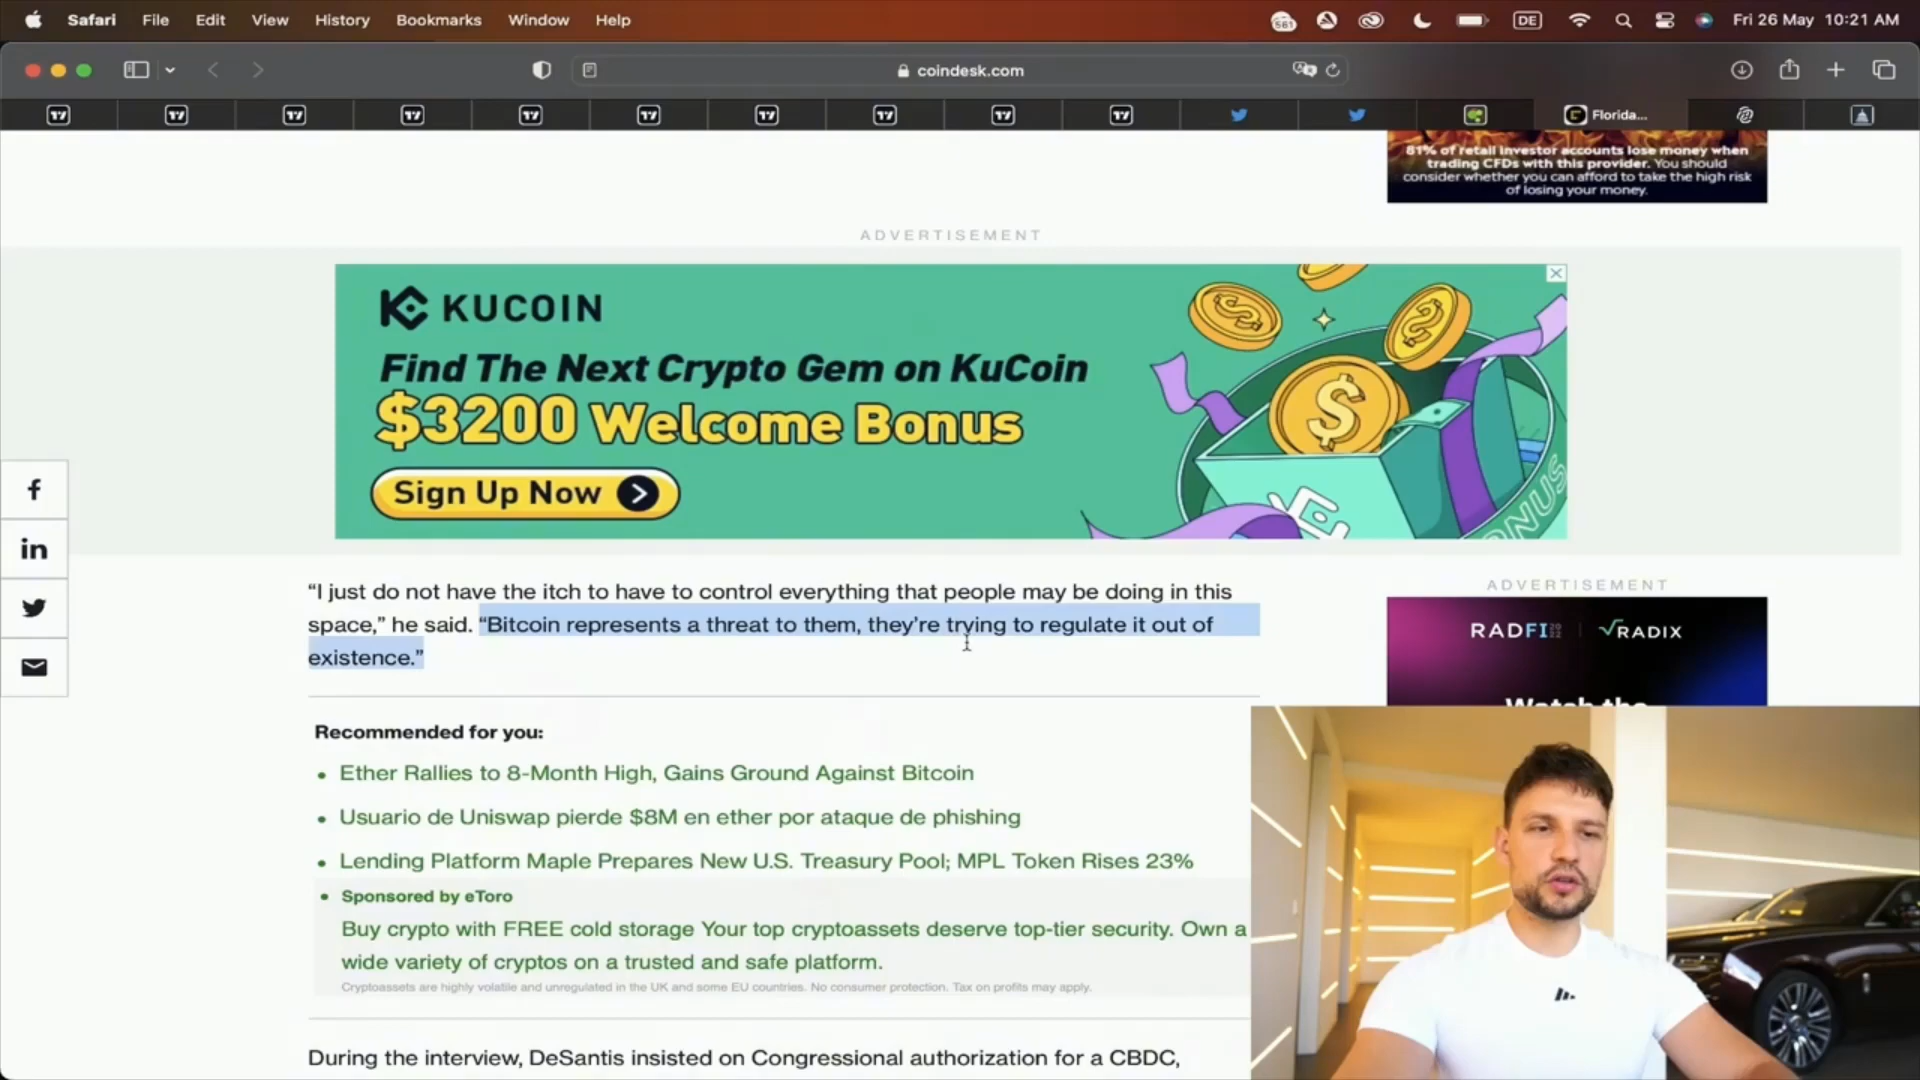 Safari File Edit View History Bookmarks Window Help
561
DE
Fri 26 May 10:21 AM
coindesk.com
Florida...
81% of retail investor accounts lose money when
trading CFDs with this provider. You should
consider whether you can afford to take the high risk
of losing your money.
ADVERTISEMENT
KUCOIN
Find The Next Crypto Gem on KuCoin
$3200 Welcome Bonus
Sign Up Now
BONUS
“I just do not have the itch to have to control everything that people may be doing in this
space,” he said. “Bitcoin represents a threat to them, they’re trying to regulate it out of
existence.”
ADVERTISEMENT
RADFI RADIX
Watch the
Recommended for you:
• Ether Rallies to 8-Month High, Gains Ground Against Bitcoin
• Usuario de Uniswap pierde $8M en ether por ataque de phishing
• Lending Platform Maple Prepares New U.S. Treasury Pool; MPL Token Rises 23%
• Sponsored by eToro
Buy crypto with FREE cold storage Your top cryptoassets deserve top-tier security. Own a
wide variety of cryptos on a trusted and safe platform.
Cryptoassets are highly volatile and unregulated in the UK and some EU countries. No consumer protection. Tax on profits may apply.
During the interview, DeSantis insisted on Congressional authorization for a CBDC,